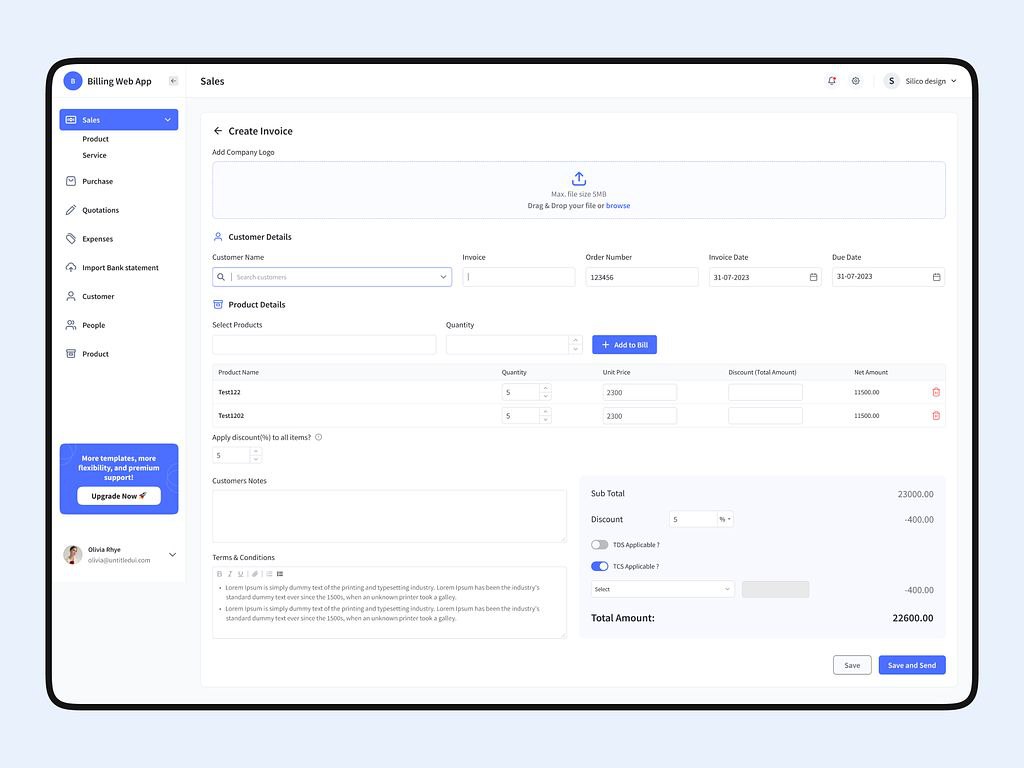 B Billing Web App
Sales
S Silico design
Sales
Product
Service
Purchase
Quotations
Expenses
Import Bank statement
Customer
People
Product
More templates, more
flexibility, and premium
support!
Upgrade Now 🚀
Olivia Rhye
olivia@untitledui.com
Create Invoice
Add Company Logo
Max. file size 5MB
Drag & Drop your file or browse
Customer Details
Customer Name Invoice Order Number Invoice Date Due Date
Search customers 123456 31-07-2023 31-07-2023
Product Details
Select Products Quantity
+ Add to Bill
Product Name Quantity Unit Price Discount (Total Amount) Net Amount
Test122 5 2300 11500.00
Test1202 5 2300 11500.00
Apply discount(%) to all items?
5
Customers Notes
Terms & Conditions
B I U
• Lorem Ipsum is simply dummy text of the printing and typesetting industry. Lorem Ipsum has been the industry's
standard dummy text ever since the 1500s, when an unknown printer took a galley.
• Lorem Ipsum is simply dummy text of the printing and typesetting industry. Lorem Ipsum has been the industry's
standard dummy text ever since the 1500s, when an unknown printer took a galley.
Sub Total 23000.00
Discount 5 % -400.00
TDS Applicable ?
TCS Applicable ?
Select -400.00
Total Amount: 22600.00
Save Save and Send